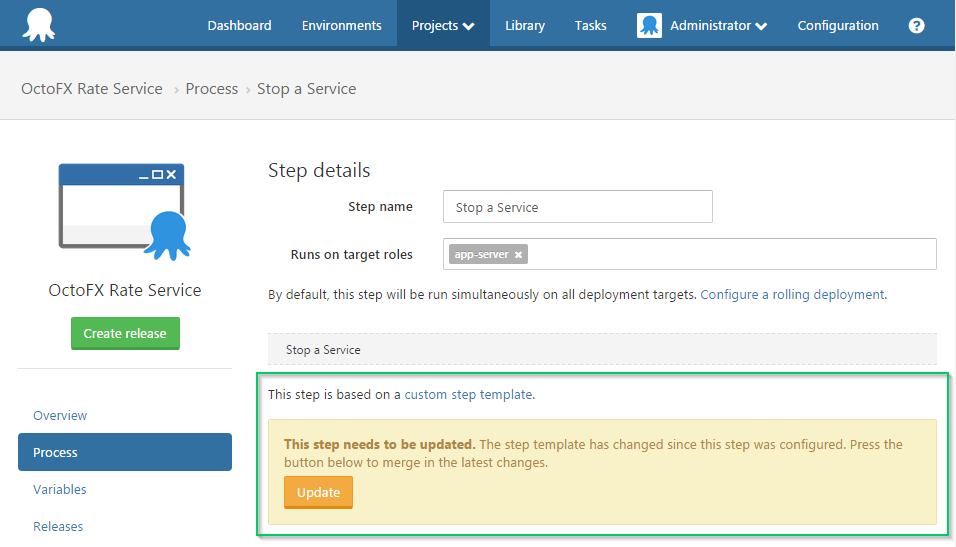 Dashboard Environments Projects Library Tasks Administrator Configuration ?
OctoFX Rate Service › Process › Stop a Service
Step details
Step name Stop a Service
Runs on target roles app-server ×
By default, this step will be run simultaneously on all deployment targets. Configure a rolling deployment.
OctoFX Rate Service
Create release
Stop a Service
This step is based on a custom step template.
This step needs to be updated. The step template has changed since this step was configured. Press the
button below to merge in the latest changes.
Update
Overview
Process
Variables
Releases